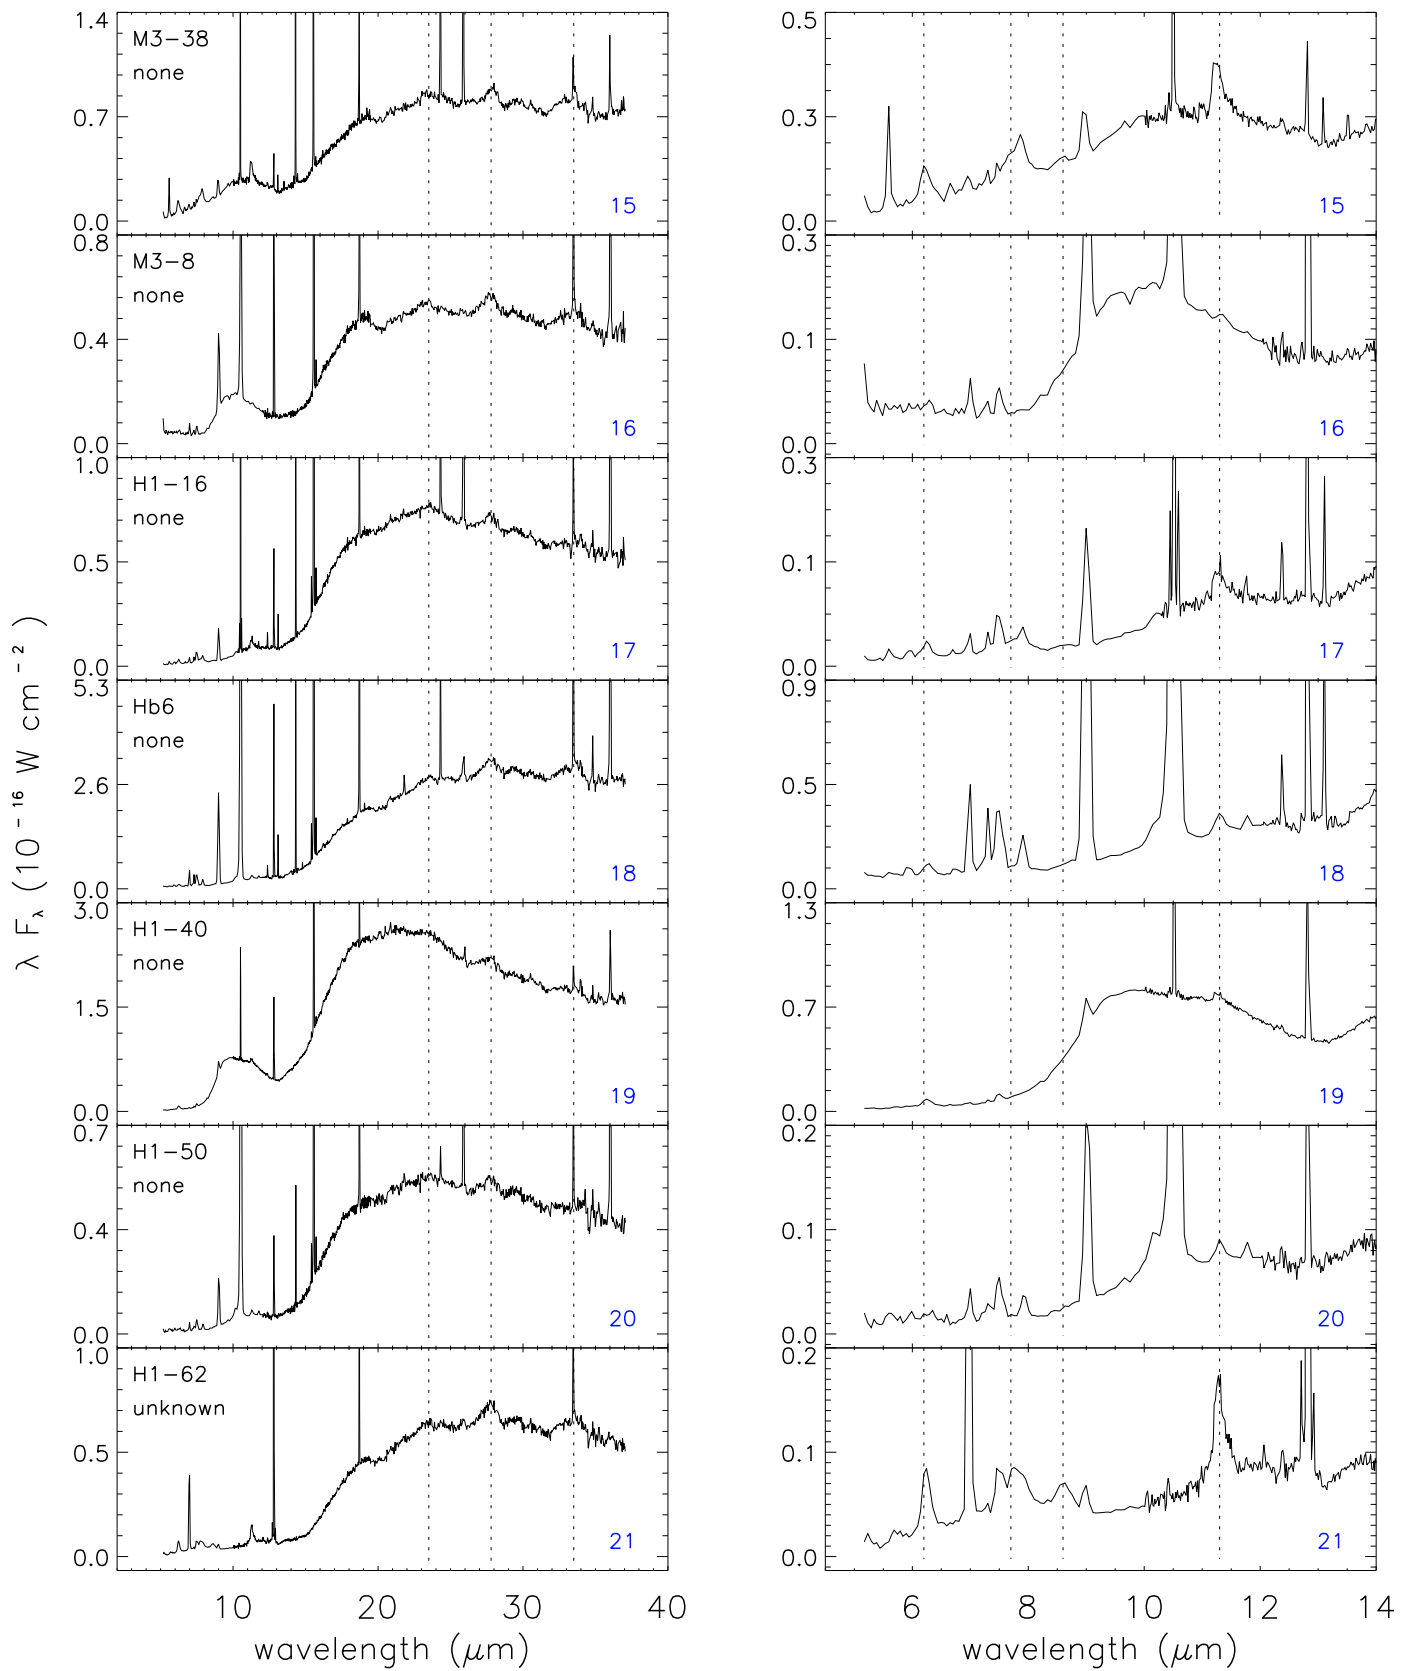 1.4
M3−38
none
0.7
0.0
15
0.5
0.3
0.0
15
0.8
M3−8
none
0.4
0.0
16
0.3
0.1
0.0
16
1.0
H1−16
none
0.5
0.0
17
0.3
0.1
0.0
17
5.3
Hb6
none
2.6
0.0
18
0.9
0.5
0.0
18
3.0
H1−40
none
1.5
0.0
19
1.3
0.7
0.0
19
0.7
H1−50
none
0.4
0.0
20
0.2
0.1
0.0
20
1.0
H1−62
unknown
0.5
0.0
21
0.2
0.1
0.0
21
λ Fλ (10⁻¹⁶ W cm⁻²)
10 20 30 40
wavelength (μm)
6 8 10 12 14
wavelength (μm)